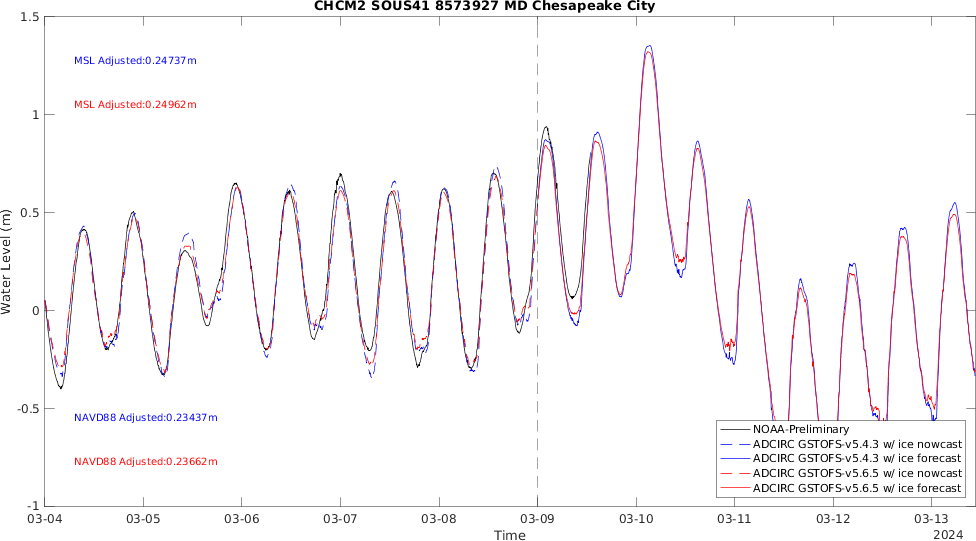 CHCM2 SOUS41 8573927 MD Chesapeake City
1.5
1
0.5
0
-0.5
-1
Water Level (m)
MSL Adjusted:0.24737m
MSL Adjusted:0.24962m
NAVD88 Adjusted:0.23437m
NAVD88 Adjusted:0.23662m
NOAA-Preliminary
ADCIRC GSTOFS-v5.4.3 w/ ice nowcast
ADCIRC GSTOFS-v5.4.3 w/ ice forecast
ADCIRC GSTOFS-v5.6.5 w/ ice nowcast
ADCIRC GSTOFS-v5.6.5 w/ ice forecast
03-04 03-05 03-06 03-07 03-08 03-09 03-10 03-11 03-12 03-13
Time
2024